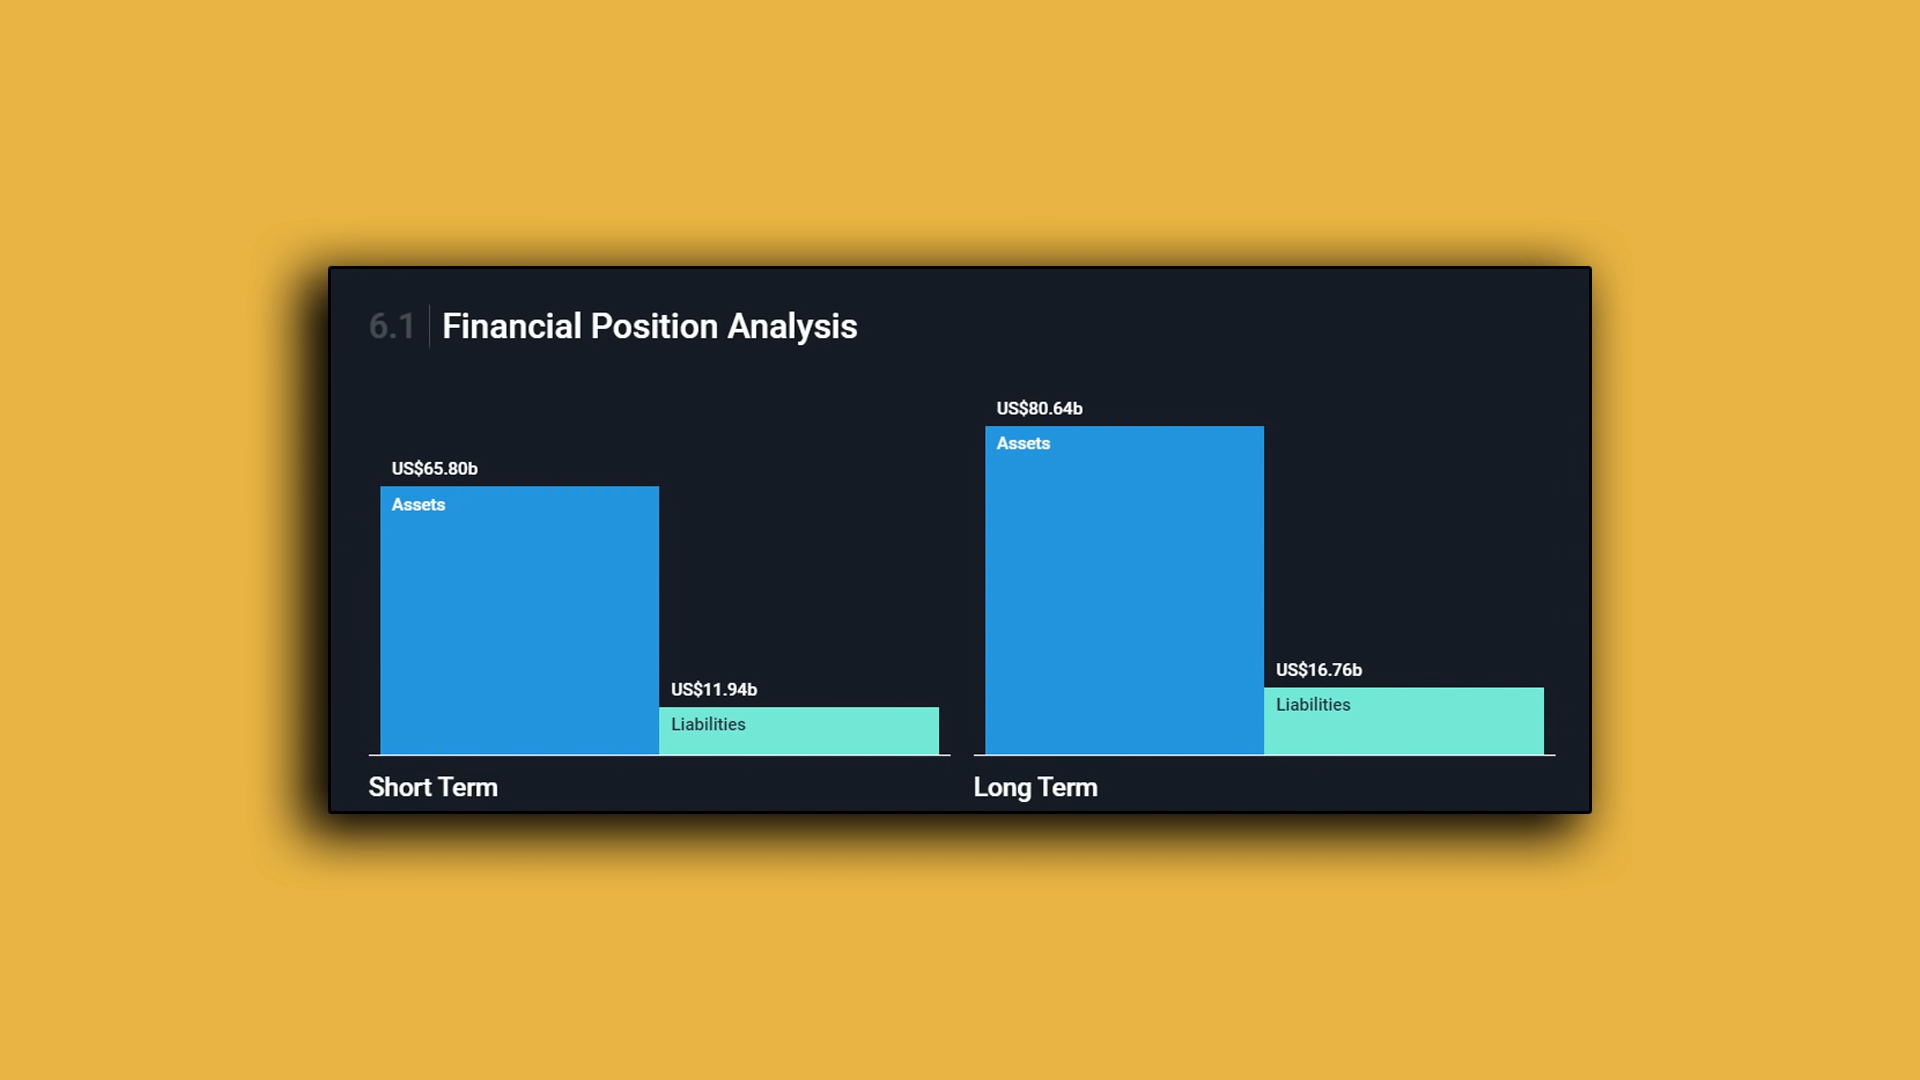 6.1 Financial Position Analysis
US$65.80b
Assets
US$11.94b
Liabilities
Short Term
US$80.64b
Assets
US$16.76b
Liabilities
Long Term